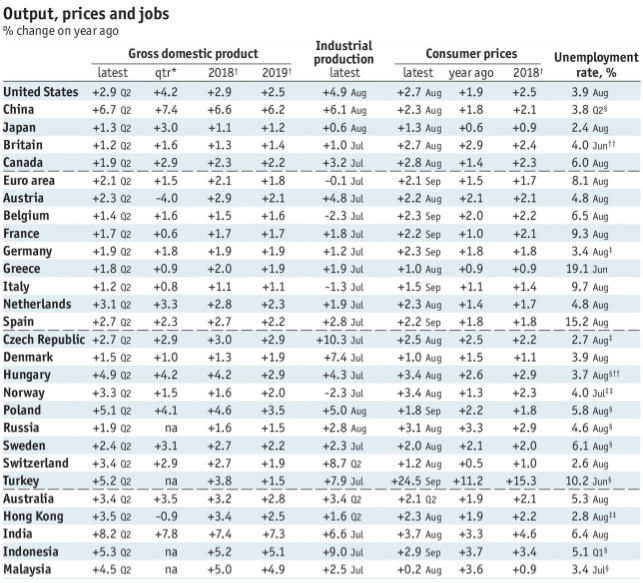 Output, prices and jobs
% change on year ago
Gross domestic product Industrial production Consumer prices Unemployment rate, %
latest qtr* 2018† 2019† latest latest year ago 2018†
United States +2.9 Q2 +4.2 +2.9 +2.5 +4.9 Aug +2.7 Aug +1.9 +2.5 3.9 Aug
China +6.7 Q2 +7.4 +6.6 +6.2 +6.1 Aug +2.3 Aug +1.8 +2.1 3.8 Q2§
Japan +1.3 Q2 +3.0 +1.1 +1.2 +0.6 Aug +1.3 Aug +0.6 +0.9 2.4 Aug
Britain +1.2 Q2 +1.6 +1.3 +1.4 +1.0 Jul +2.7 Aug +2.9 +2.4 4.0 Jun††
Canada +1.9 Q2 +2.9 +2.3 +2.2 +3.2 Jul +2.8 Aug +1.4 +2.3 6.0 Aug
Euro area +2.1 Q2 +1.5 +2.1 +1.8 -0.1 Jul +2.1 Sep +1.5 +1.7 8.1 Aug
Austria +2.3 Q2 -4.0 +2.9 +2.1 +4.8 Jul +2.2 Aug +2.1 +2.1 4.8 Aug
Belgium +1.4 Q2 +1.6 +1.5 +1.6 -2.3 Jul +2.3 Sep +2.0 +2.2 6.5 Aug
France +1.7 Q2 +0.6 +1.7 +1.7 +1.8 Jul +2.2 Sep +1.0 +2.1 9.3 Aug
Germany +1.9 Q2 +1.8 +1.9 +1.9 +1.2 Jul +2.3 Sep +1.8 +1.8 3.4 Aug‡
Greece +1.8 Q2 +0.9 +2.0 +1.9 +1.9 Jul +1.0 Aug +0.9 +0.9 19.1 Jun
Italy +1.2 Q2 +0.8 +1.1 +1.1 -1.3 Jul +1.5 Sep +1.1 +1.4 9.7 Aug
Netherlands +3.1 Q2 +3.3 +2.8 +2.3 +1.9 Jul +2.3 Aug +1.4 +1.7 4.8 Aug
Spain +2.7 Q2 +2.3 +2.7 +2.2 +2.8 Jul +2.2 Sep +1.8 +1.8 15.2 Aug
Czech Republic +2.7 Q2 +2.9 +3.0 +2.9 +10.3 Jul +2.5 Aug +2.5 +2.2 2.7 Aug‡
Denmark +1.5 Q2 +1.0 +1.3 +1.9 +7.4 Jul +1.0 Aug +1.5 +1.1 3.9 Aug
Hungary +4.9 Q2 +4.2 +4.2 +2.9 +4.3 Jul +3.4 Aug +2.6 +2.9 3.7 Aug§††
Norway +3.3 Q2 +1.5 +1.6 +2.0 -2.3 Jul +3.4 Aug +1.3 +2.3 4.0 Jul‡‡
Poland +5.1 Q2 +4.1 +4.6 +3.5 +5.0 Aug +1.8 Sep +2.2 +1.8 5.8 Aug§
Russia +1.9 Q2 na +1.6 +1.5 +2.8 Aug +3.1 Aug +3.3 +2.9 4.6 Aug§
Sweden +2.4 Q2 +3.1 +2.7 +2.2 +2.3 Jul +2.0 Aug +2.1 +2.0 6.1 Aug§
Switzerland +3.4 Q2 +2.9 +2.7 +1.9 +8.7 Q2 +1.2 Aug +0.5 +1.0 2.6 Aug
Turkey +5.2 Q2 na +3.8 +1.5 +7.9 Jul +24.5 Sep +11.2 +15.3 10.2 Jun§
Australia +3.4 Q2 +3.5 +3.2 +2.8 +3.4 Q2 +2.1 Q2 +1.9 +2.1 5.3 Aug
Hong Kong +3.5 Q2 -0.9 +3.4 +2.5 +1.6 Q2 +2.3 Aug +1.9 +2.2 2.8 Aug‡‡
India +8.2 Q2 +7.8 +7.4 +7.3 +6.6 Jul +3.7 Aug +3.3 +4.6 6.4 Aug
Indonesia +5.3 Q2 na +5.2 +5.1 +9.0 Jul +2.9 Sep +3.7 +3.4 5.1 Q1§
Malaysia +4.5 Q2 na +5.0 +4.9 +2.5 Jul +0.2 Aug +3.6 +0.9 3.4 Jul§